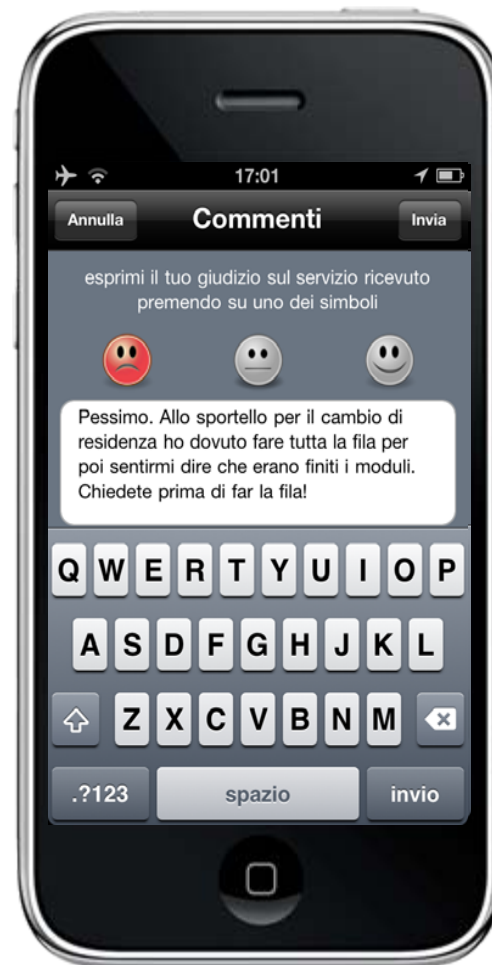 17:01
Annulla Commenti Invia
esprimi il tuo giudizio sul servizio ricevuto
premendo su uno dei simboli
Pessimo. Allo sportello per il cambio di
residenza ho dovuto fare tutta la fila per
poi sentirmi dire che erano finiti i moduli.
Chiedete prima di far la fila!
Q W E R T Y U I O P
A S D F G H J K L
Z X C V B N M
.?123 spazio invio